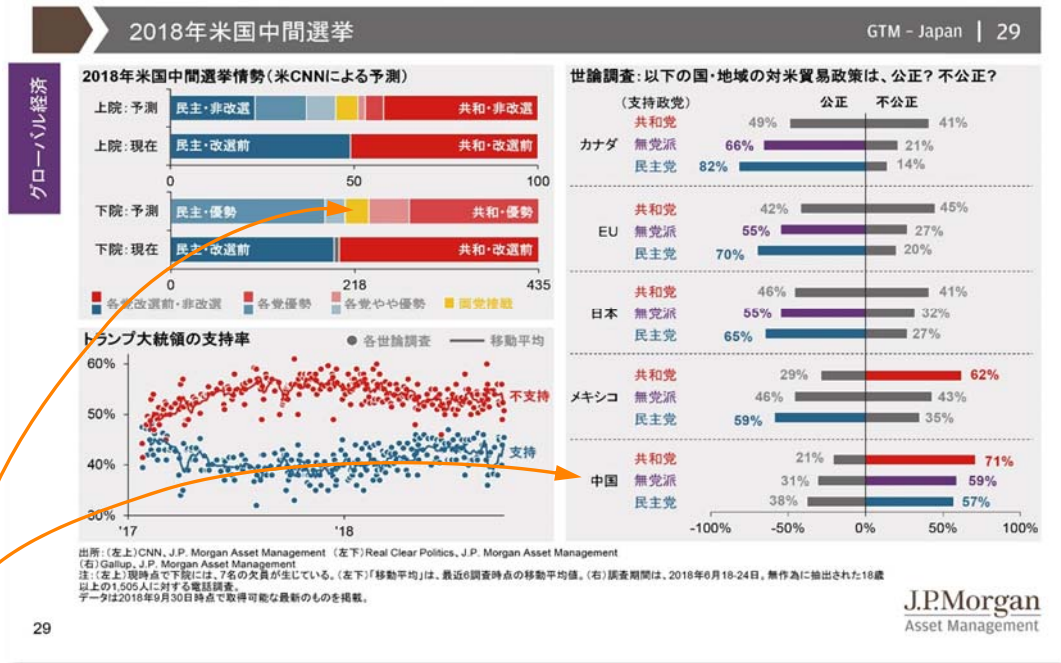 2018年米国中間選挙
GTM – Japan | 29
グローバル経済
2018年米国中間選挙情勢(米CNNによる予測)
上院:予測 民主・非改選 共和・非改選
上院:現在 民主・改選前 共和・改選前
0 50 100
下院:予測 民主・優勢 共和・優勢
下院:現在 民主・改選前 共和・改選前
0 218 435
各党改選前・非改選 各党優勢 各党やや優勢 両党接戦
トランプ大統領の支持率
各世論調査 移動平均
60%
50%
40%
30%
不支持
支持
'17 '18
世論調査:以下の国・地域の対米貿易政策は、公正? 不公正?
(支持政党) 公正 不公正
共和党 49% 41%
カナダ 無党派 66% 21%
民主党 82% 14%
共和党 42% 45%
EU 無党派 55% 27%
民主党 70% 20%
共和党 46% 41%
日本 無党派 55% 32%
民主党 65% 27%
共和党 29% 62%
メキシコ 無党派 46% 43%
民主党 59% 35%
共和党 21% 71%
中国 無党派 31% 59%
民主党 38% 57%
-100% -50% 0% 50% 100%
出所:(左上)CNN、J.P. Morgan Asset Management (左下)Real Clear Politics、J.P. Morgan Asset Management
(右)Gallup、J.P. Morgan Asset Management
注:(左上)現時点で下院には、7名の欠員が生じている。(左下)「移動平均」は、最近6調査時点の移動平均値。(右)調査期間は、2018年6月18-24日。無作為に抽出された18歳
以上の1,505人に対する電話調査。
データは2018年9月30日時点で取得可能な最新のものを掲載。
29
J.P.Morgan
Asset Management